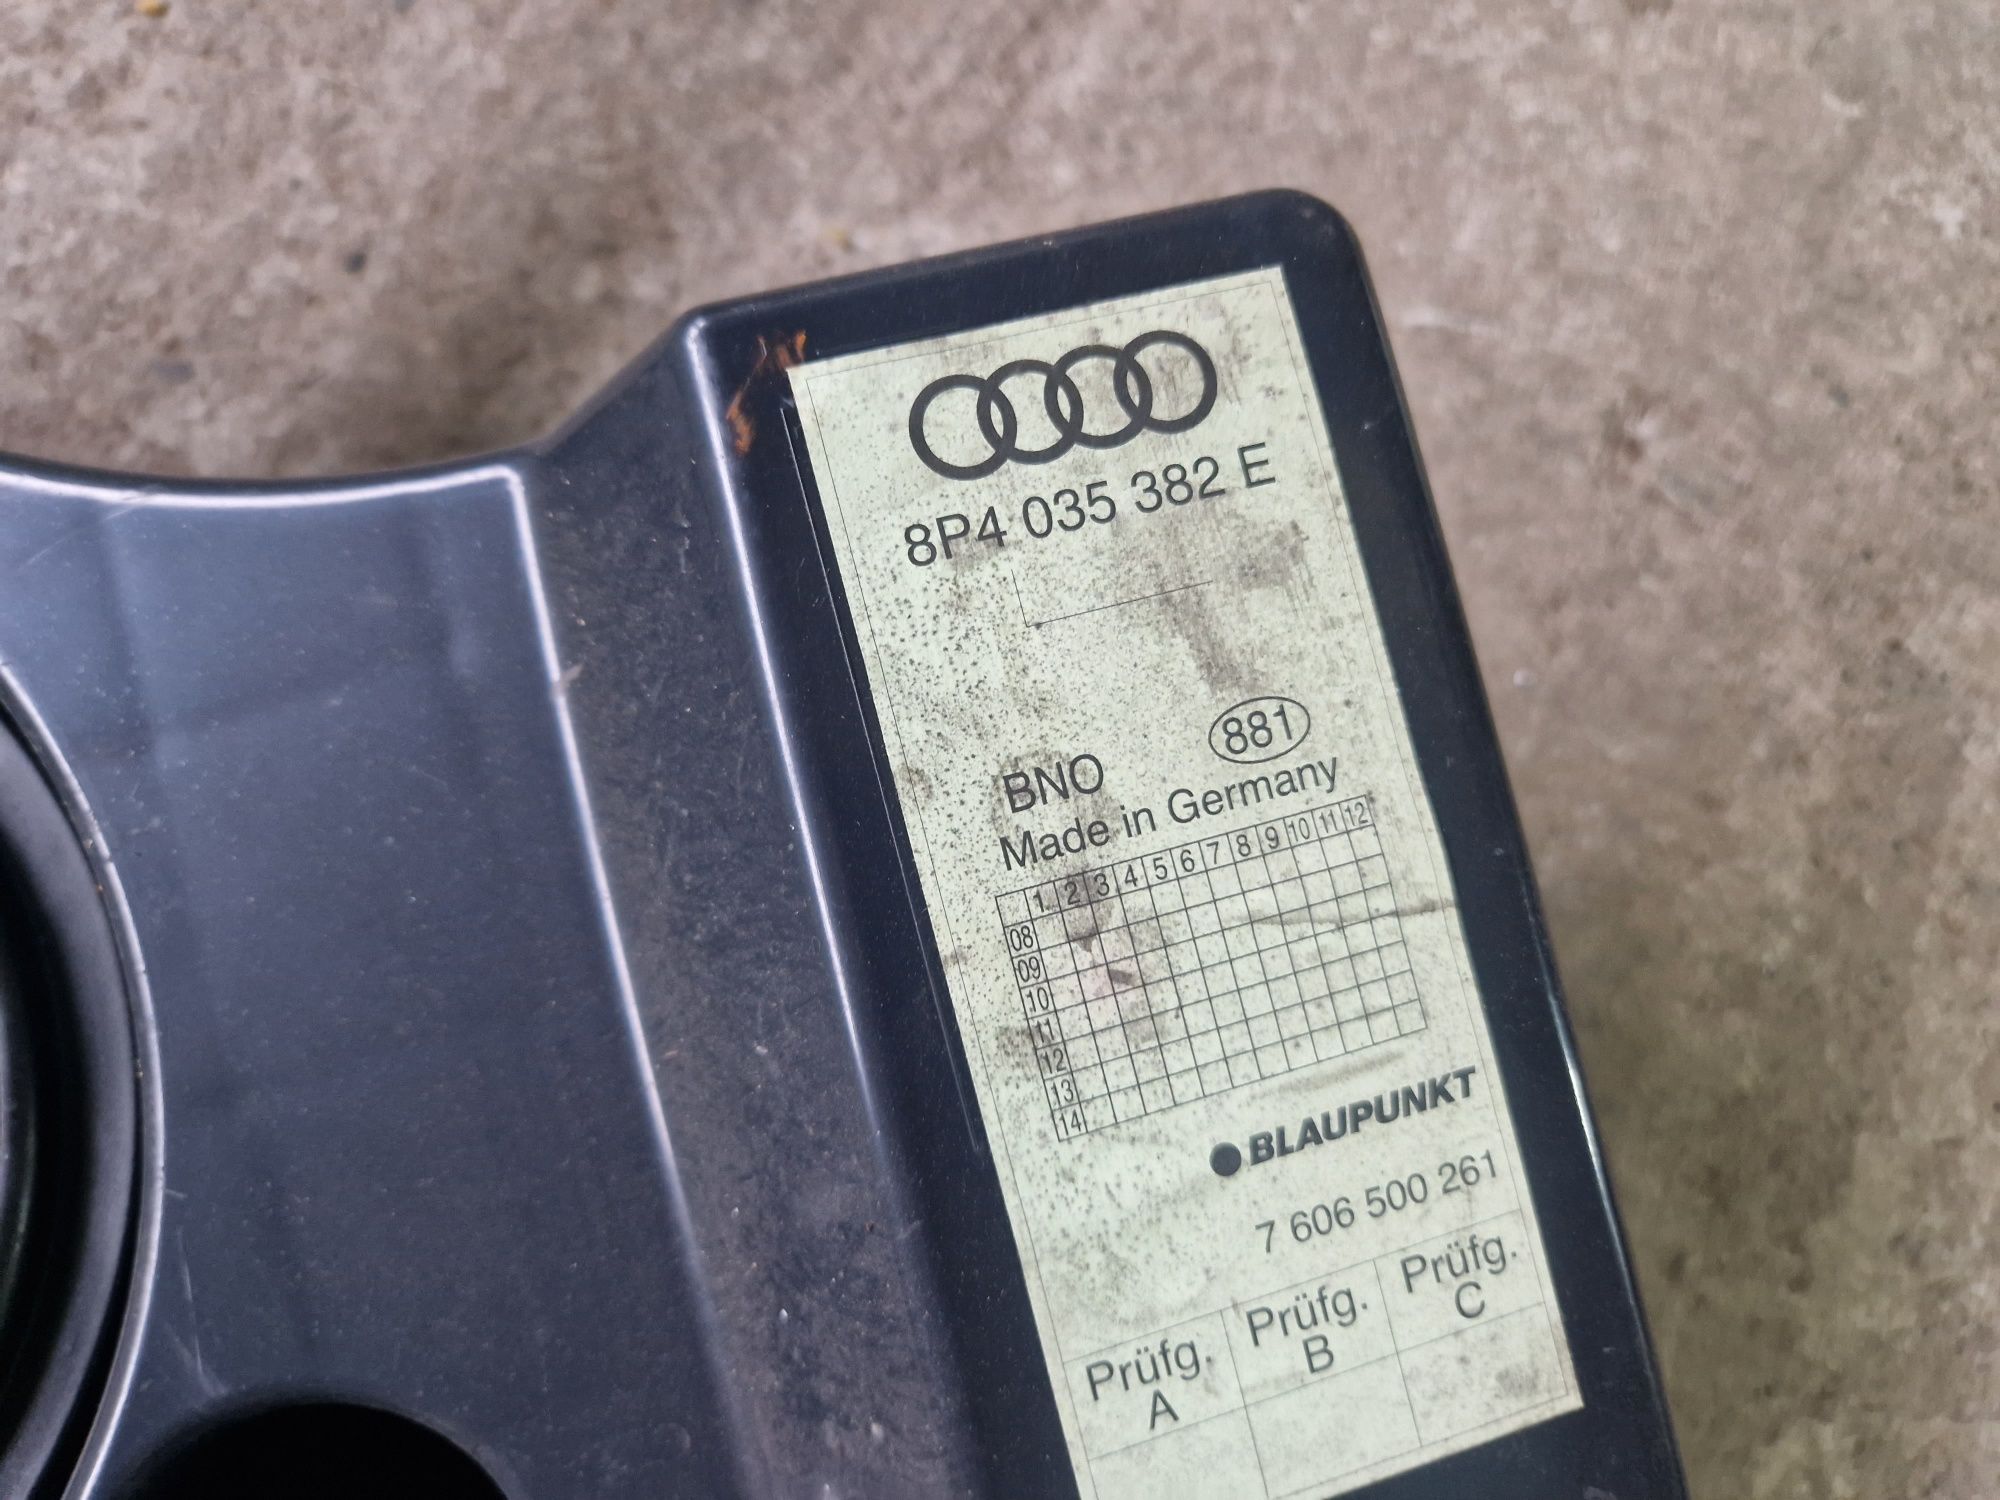 8P4 035 382 E
881
BNO
Made in Germany
1 2 3 4 5 6 7 8 9 10 11 12
08
09
10
11
12
13
14
BLAUPUNKT
7 606 500 261
Prüfg. A
Prüfg. B
Prüfg. C